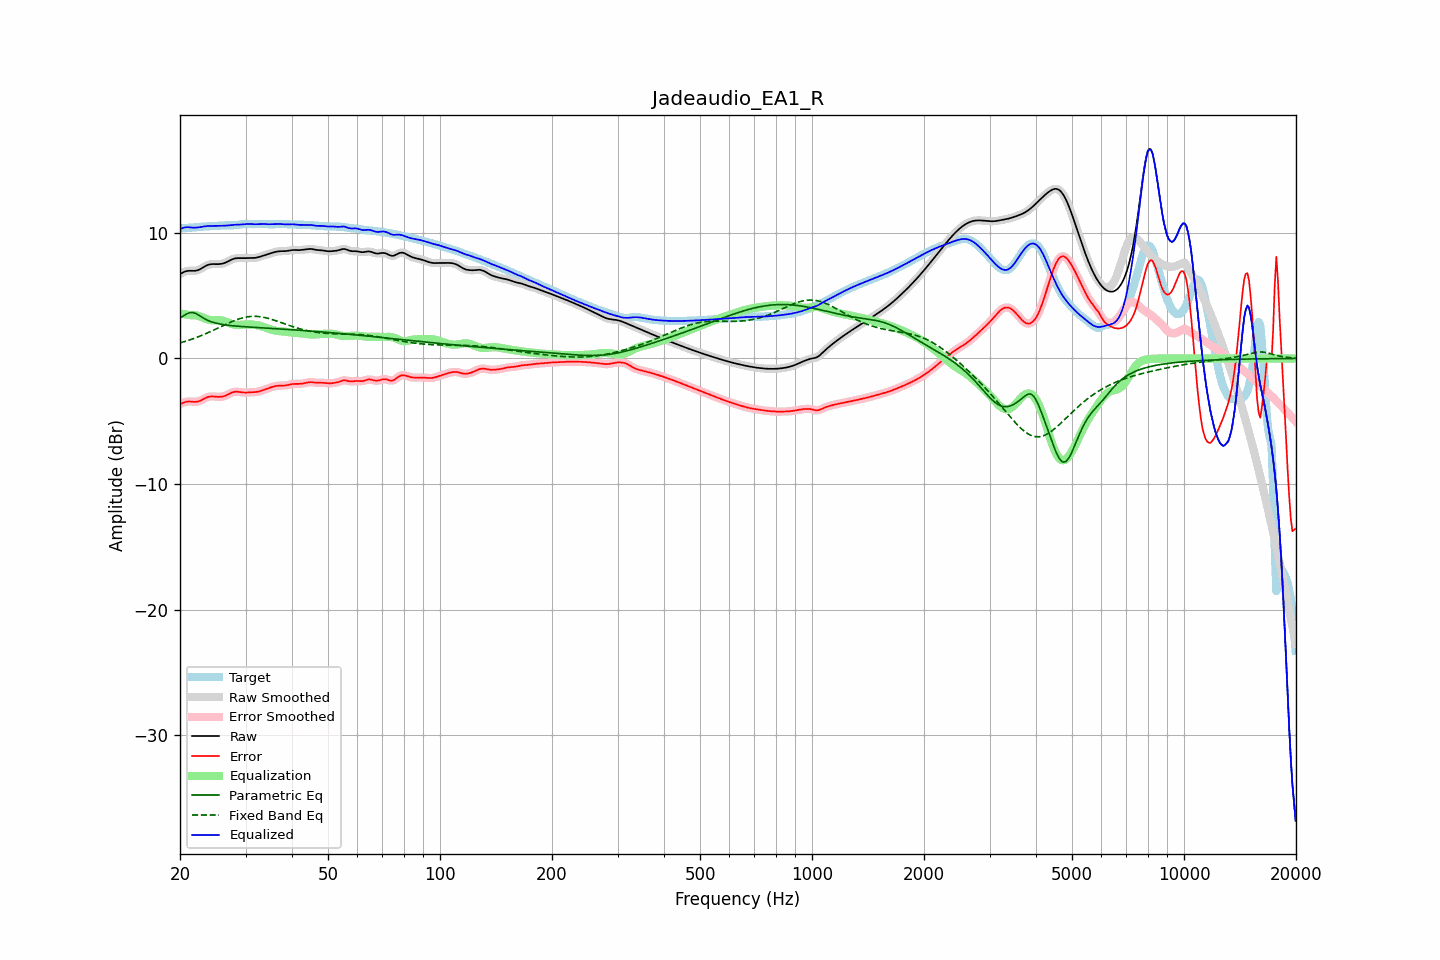 Jadeaudio_EA1_R
Amplitude (dBr)
10
0
−10
−20
−30
Target
Raw Smoothed
Error Smoothed
Raw
Error
Equalization
Parametric Eq
Fixed Band Eq
Equalized
20 50 100 200 500 1000 2000 5000 10000 20000
Frequency (Hz)